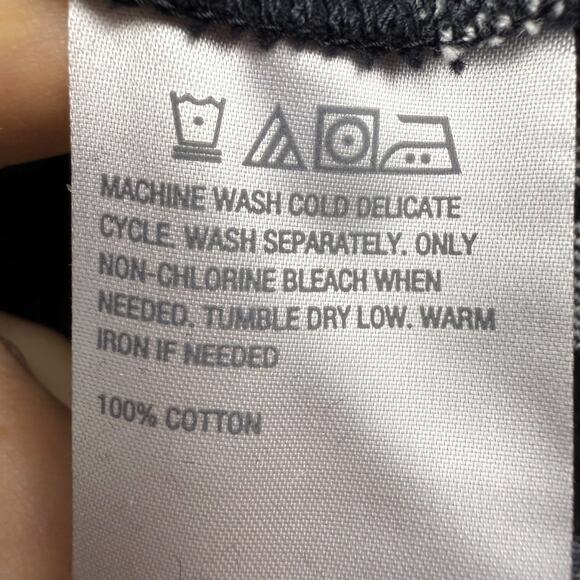 MACHINE WASH COLD DELICATE
CYCLE. WASH SEPARATELY. ONLY
NON-CHLORINE BLEACH WHEN
NEEDED. TUMBLE DRY LOW. WARM
IRON IF NEEDED
100% COTTON